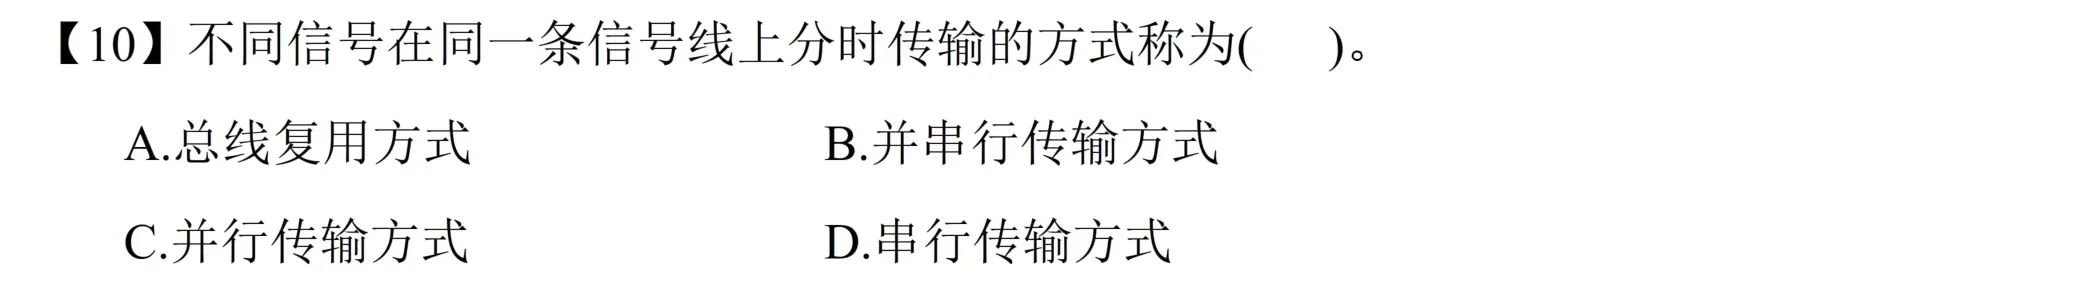 【10】不同信号在同一条信号线上分时传输的方式称为(      )。
A.总线复用方式    B.并串行传输方式
C.并行传输方式    D.串行传输方式